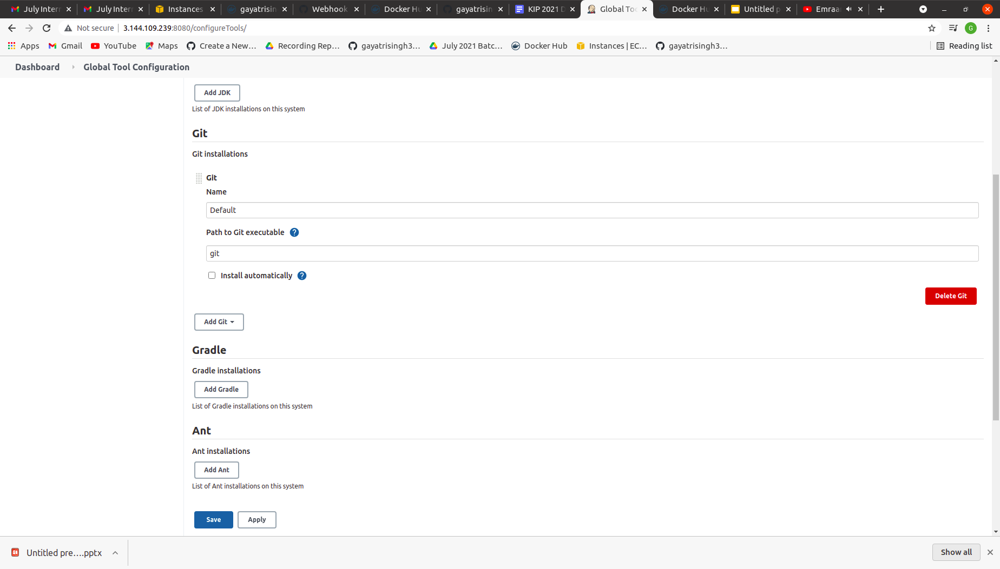 July Intern
July Intern
Instances
gayatrisin
Webhook
Docker Hu
gayatrisin
KIP 2021 D
Global Too
Docker Hu
Untitled p
Emraan
Not secure
3.144.109.239:8080/configureTools/
G
Apps
Gmail
YouTube
Maps
Create a New…
Recording Rep…
gayatrisingh3…
July 2021 Batc…
Docker Hub
Instances | EC…
gayatrisingh3…
Reading list
Dashboard
Global Tool Configuration
Add JDK
List of JDK installations on this system
Git
Git installations
Git
Name
Default
Path to Git executable ?
git
Install automatically ?
Delete Git
Add Git
Gradle
Gradle installations
Add Gradle
List of Gradle installations on this system
Ant
Ant installations
Add Ant
List of Ant installations on this system
Save
Apply
Untitled pre….pptx
Show all